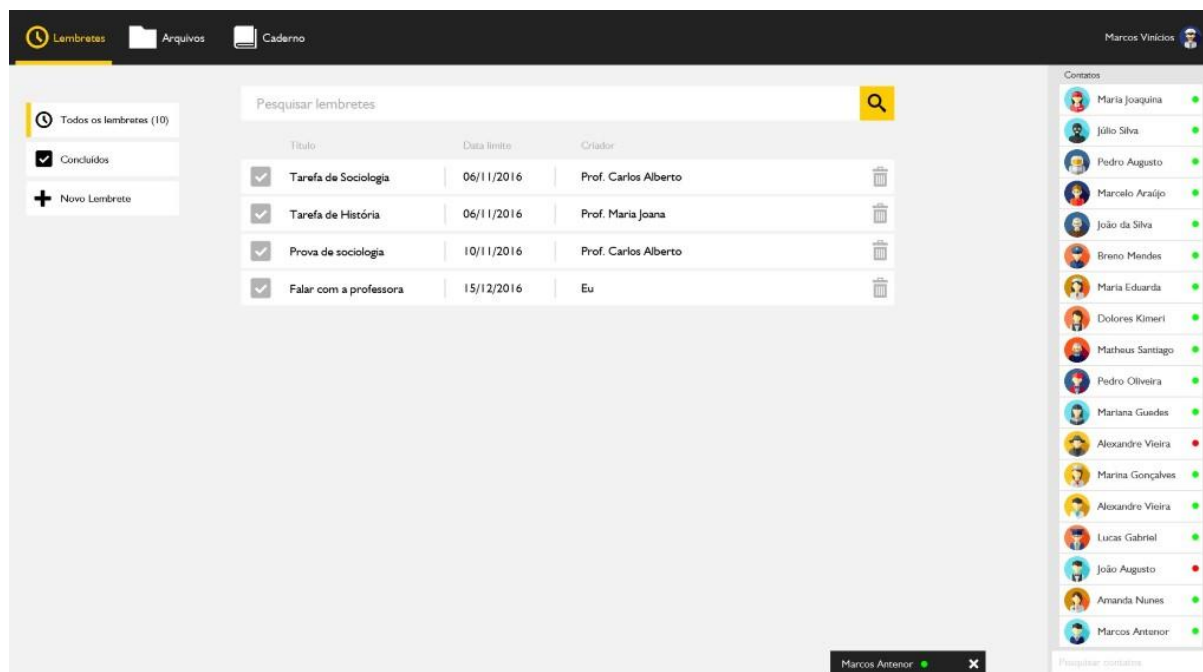 Lembretes Arquivos Caderno Marcos Vinícios
Todos os lembretes (10)
Concluídos
Novo Lembrete
Pesquisar lembretes
Título Data limite Criador
Tarefa de Sociologia 06/11/2016 Prof. Carlos Alberto
Tarefa de História 06/11/2016 Prof. Maria Joana
Prova de sociologia 10/11/2016 Prof. Carlos Alberto
Falar com a professora 15/12/2016 Eu
Contatos
Maria Joaquina
Júlio Silva
Pedro Augusto
Marcelo Araújo
João da Silva
Breno Mendes
Maria Eduarda
Dolores Kimeri
Matheus Santiago
Pedro Oliveira
Mariana Guedes
Alexandre Vieira
Marina Gonçalves
Alexandre Vieira
Lucas Gabriel
João Augusto
Amanda Nunes
Marcos Antenor
Pesquisar contatos
Marcos Antenor